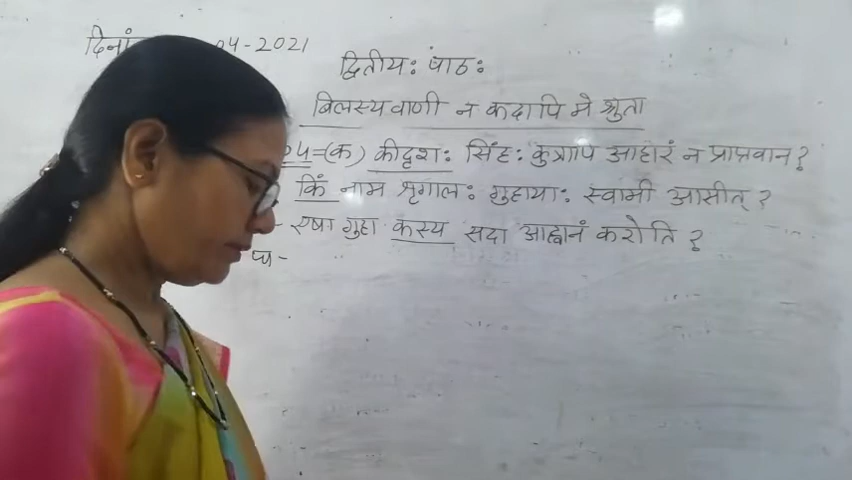 04-2021
द्वितीयः पाठः
बिलस्य वाणी न कदापि मे श्रुता
(क) कीदृशः सिंहः कुत्रापि आहारं न प्राप्तवान ?
किं नाम श्रृगालः गुहायाः स्वामी आसीत् ?
- एषा गुहा कस्य सदा आह्वानं करोति ?
घ-